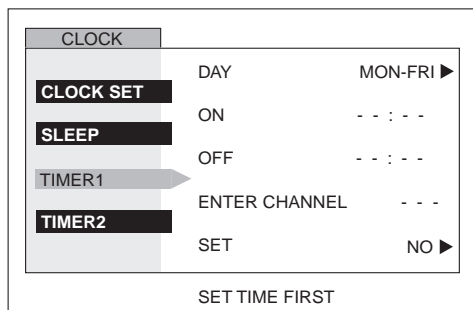 CLOCK
CLOCK SET
SLEEP
TIMER1
TIMER2
DAY MON-FRI ▶
ON - - : - -
OFF - - : - -
ENTER CHANNEL - - -
SET NO ▶
SET TIME FIRST